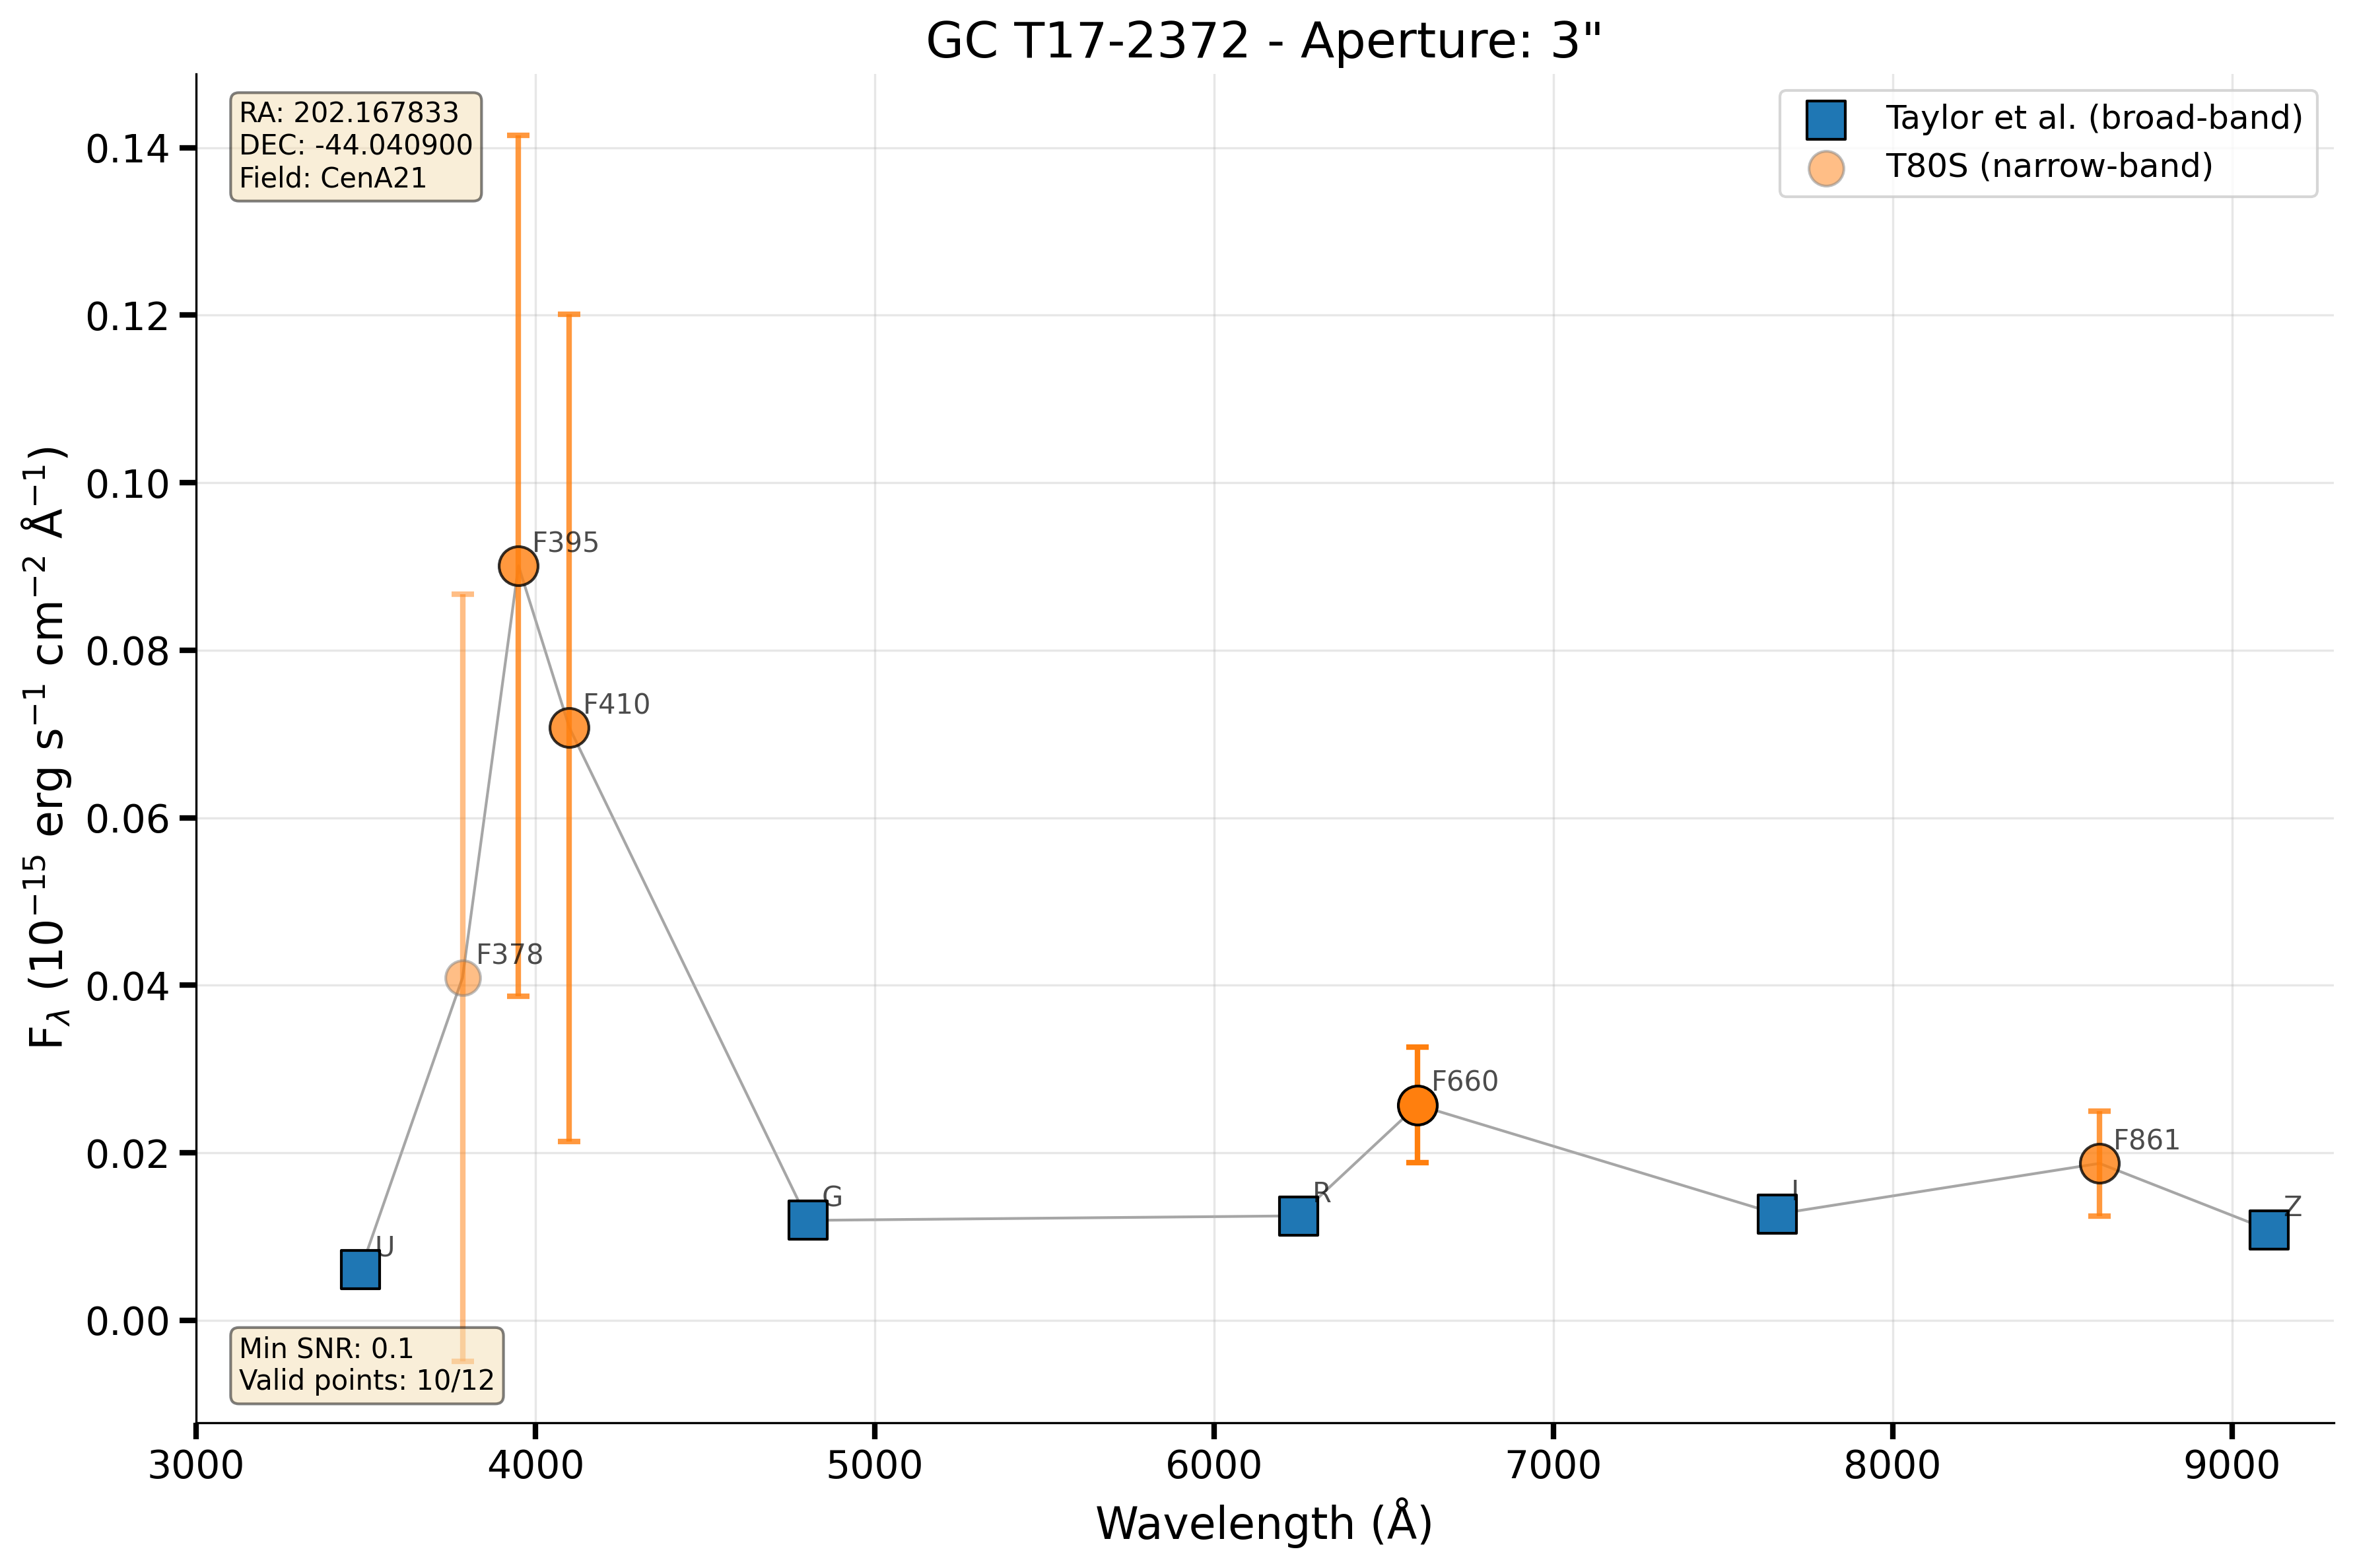 GC T17-2372 - Aperture: 3"
RA: 202.167833
DEC: -44.040900
Field: CenA21
Taylor et al. (broad-band)
T80S (narrow-band)
F_λ (10⁻¹⁵ erg s⁻¹ cm⁻² Å⁻¹)
0.14
0.12
0.10
0.08
0.06
0.04
0.02
0.00
F395
F410
F378
F660
F861
U
G
R
I
Z
Min SNR: 0.1
Valid points: 10/12
3000 4000 5000 6000 7000 8000 9000
Wavelength (Å)